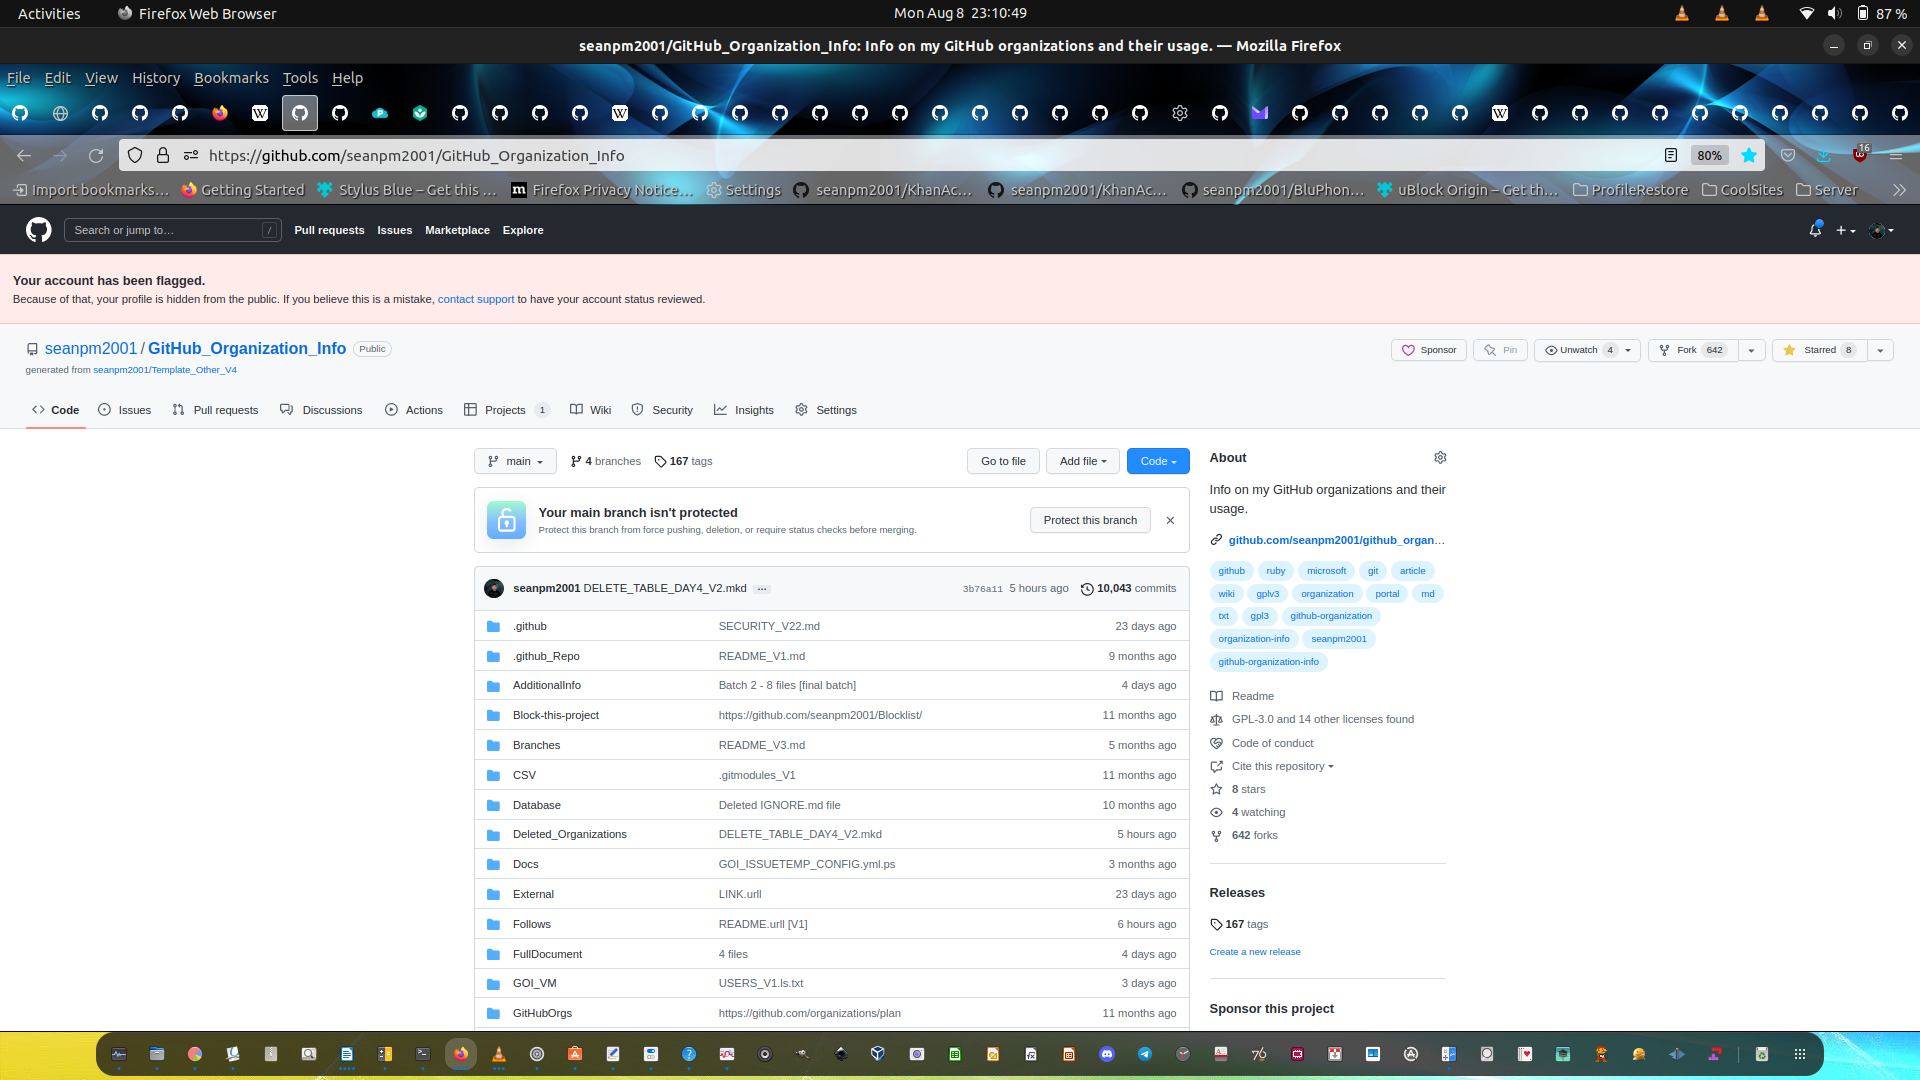 Activities
Firefox Web Browser
Mon Aug 8 23:10:49
87 %
seanpm2001/GitHub_Organization_Info: Info on my GitHub organizations and their usage. — Mozilla Firefox
File Edit View History Bookmarks Tools Help
https://github.com/seanpm2001/GitHub_Organization_Info
80%
16
Import bookmarks…
Getting Started
Stylus Blue – Get this …
Firefox Privacy Notice…
Settings
seanpm2001/KhanAc…
seanpm2001/KhanAc…
seanpm2001/BluPhon…
uBlock Origin – Get th…
ProfileRestore
CoolSites
Server
Search or jump to…
/
Pull requests
Issues
Marketplace
Explore
Your account has been flagged.
Because of that, your profile is hidden from the public. If you believe this is a mistake, contact support to have your account status reviewed.
seanpm2001 / GitHub_Organization_Info Public
Sponsor
Pin
Unwatch 4
Fork 642
Starred 8
generated from seanpm2001/Template_Other_V4
Code
Issues
Pull requests
Discussions
Actions
Projects 1
Wiki
Security
Insights
Settings
main
4 branches
167 tags
Go to file
Add file
Code
Your main branch isn't protected
Protect this branch from force pushing, deletion, or require status checks before merging.
Protect this branch
seanpm2001 DELETE_TABLE_DAY4_V2.mkd … 3b76a11 5 hours ago 10,043 commits
.github SECURITY_V22.md 23 days ago
.github_Repo README_V1.md 9 months ago
AdditionalInfo Batch 2 - 8 files [final batch] 4 days ago
Block-this-project https://github.com/seanpm2001/Blocklist/ 11 months ago
Branches README_V3.md 5 months ago
CSV .gitmodules_V1 11 months ago
Database Deleted IGNORE.md file 10 months ago
Deleted_Organizations DELETE_TABLE_DAY4_V2.mkd 5 hours ago
Docs GOI_ISSUETEMP_CONFIG.yml.ps 3 months ago
External LINK.urll 23 days ago
Follows README.urll [V1] 6 hours ago
FullDocument 4 files 4 days ago
GOI_VM USERS_V1.ls.txt 3 days ago
GitHubOrgs https://github.com/organizations/plan 11 months ago
About
Info on my GitHub organizations and their
usage.
github.com/seanpm2001/github_organ…
github ruby microsoft git article
wiki gplv3 organization portal md
txt gpl3 github-organization
organization-info seanpm2001
github-organization-info
Readme
GPL-3.0 and 14 other licenses found
Code of conduct
Cite this repository
8 stars
4 watching
642 forks
Releases
167 tags
Create a new release
Sponsor this project